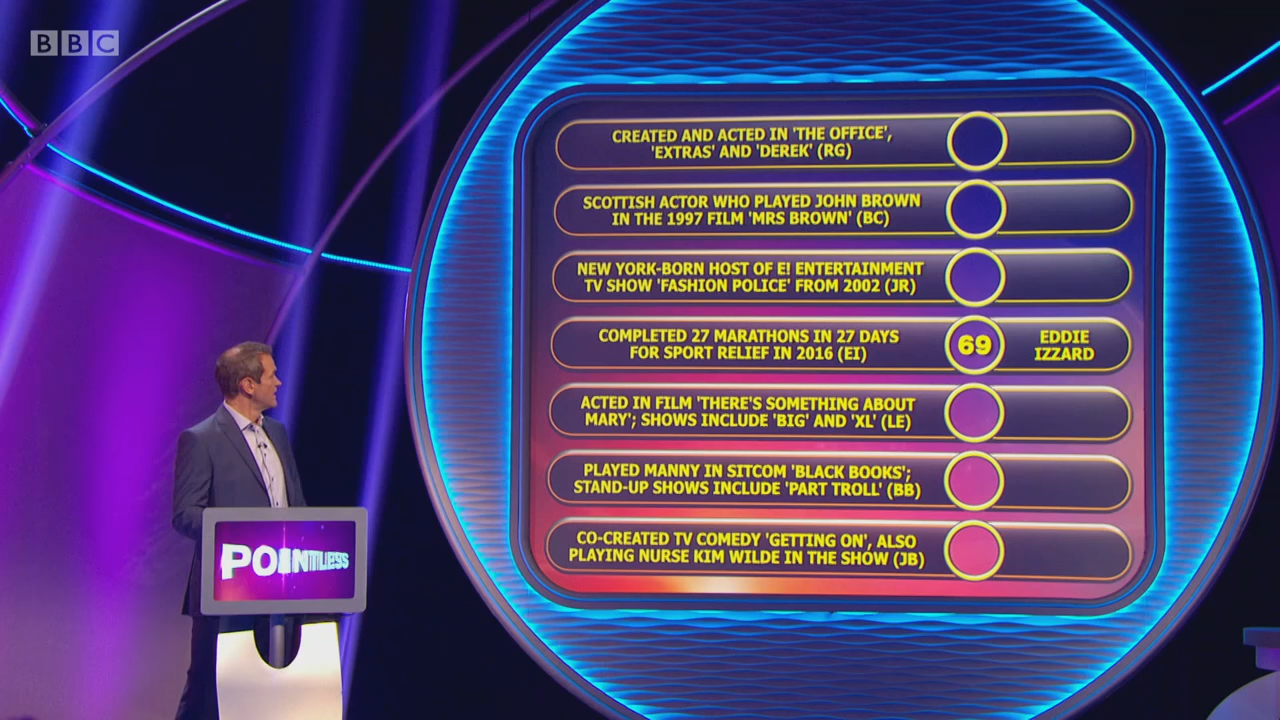 BBC
CREATED AND ACTED IN 'THE OFFICE',
'EXTRAS' AND 'DEREK' (RG)
SCOTTISH ACTOR WHO PLAYED JOHN BROWN
IN THE 1997 FILM 'MRS BROWN' (BC)
NEW YORK-BORN HOST OF E! ENTERTAINMENT
TV SHOW 'FASHION POLICE' FROM 2002 (JR)
COMPLETED 27 MARATHONS IN 27 DAYS
FOR SPORT RELIEF IN 2016 (EI)
69
EDDIE
IZZARD
ACTED IN FILM 'THERE'S SOMETHING ABOUT
MARY'; SHOWS INCLUDE 'BIG' AND 'XL' (LE)
PLAYED MANNY IN SITCOM 'BLACK BOOKS';
STAND-UP SHOWS INCLUDE 'PART TROLL' (BB)
CO-CREATED TV COMEDY 'GETTING ON', ALSO
PLAYING NURSE KIM WILDE IN THE SHOW (JB)
POINTLESS